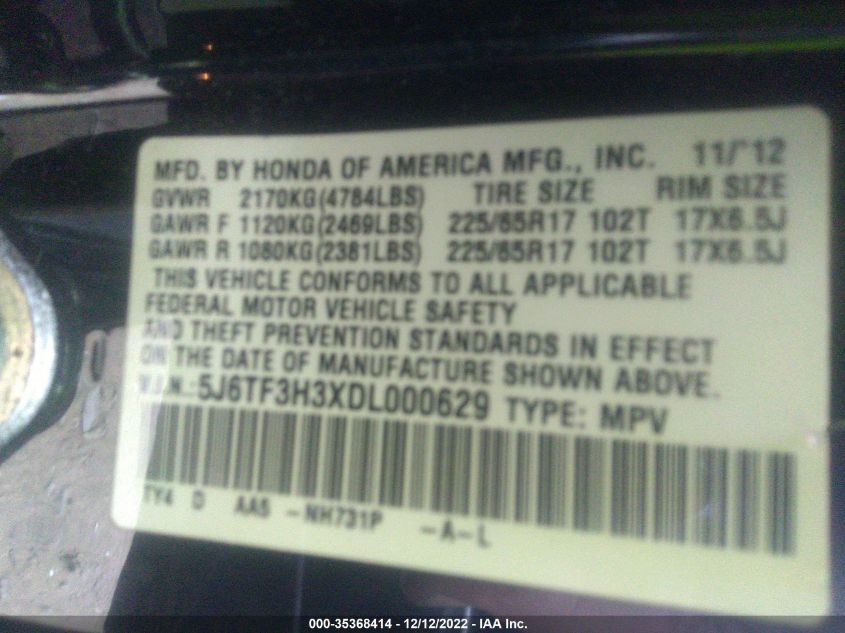 MFD. BY HONDA OF AMERICA MFG., INC. 11/12
GVWR 2170KG(4784LBS) TIRE SIZE RIM SIZE
GAWR F 1120KG(2469LBS) 225/65R17 102T 17X6.5J
GAWR R 1080KG(2381LBS) 225/65R17 102T 17X6.5J
THIS VEHICLE CONFORMS TO ALL APPLICABLE
FEDERAL MOTOR VEHICLE SAFETY
AND THEFT PREVENTION STANDARDS IN EFFECT
ON THE DATE OF MANUFACTURE SHOWN ABOVE.
V.I.N.: 5J6TF3H3XDL000629 TYPE: MPV
TY4 D AA5 -NH731P -A-L
000-35368414 - 12/12/2022 - IAA Inc.